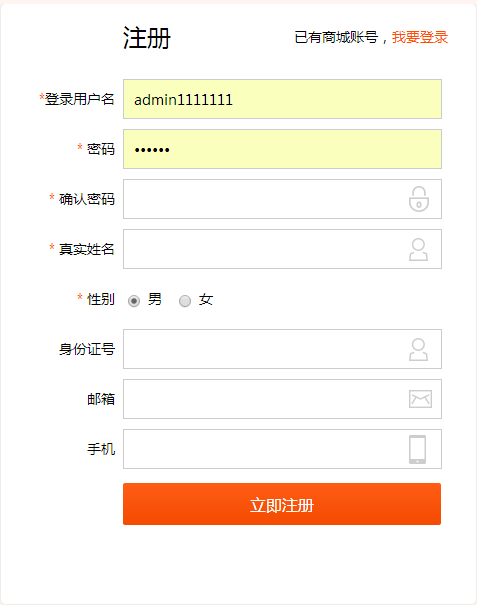 注册
已有商城账号，我要登录
*登录用户名 admin1111111
* 密码 ••••••
* 确认密码
* 真实姓名
* 性别 男 女
身份证号
邮箱
手机
立即注册